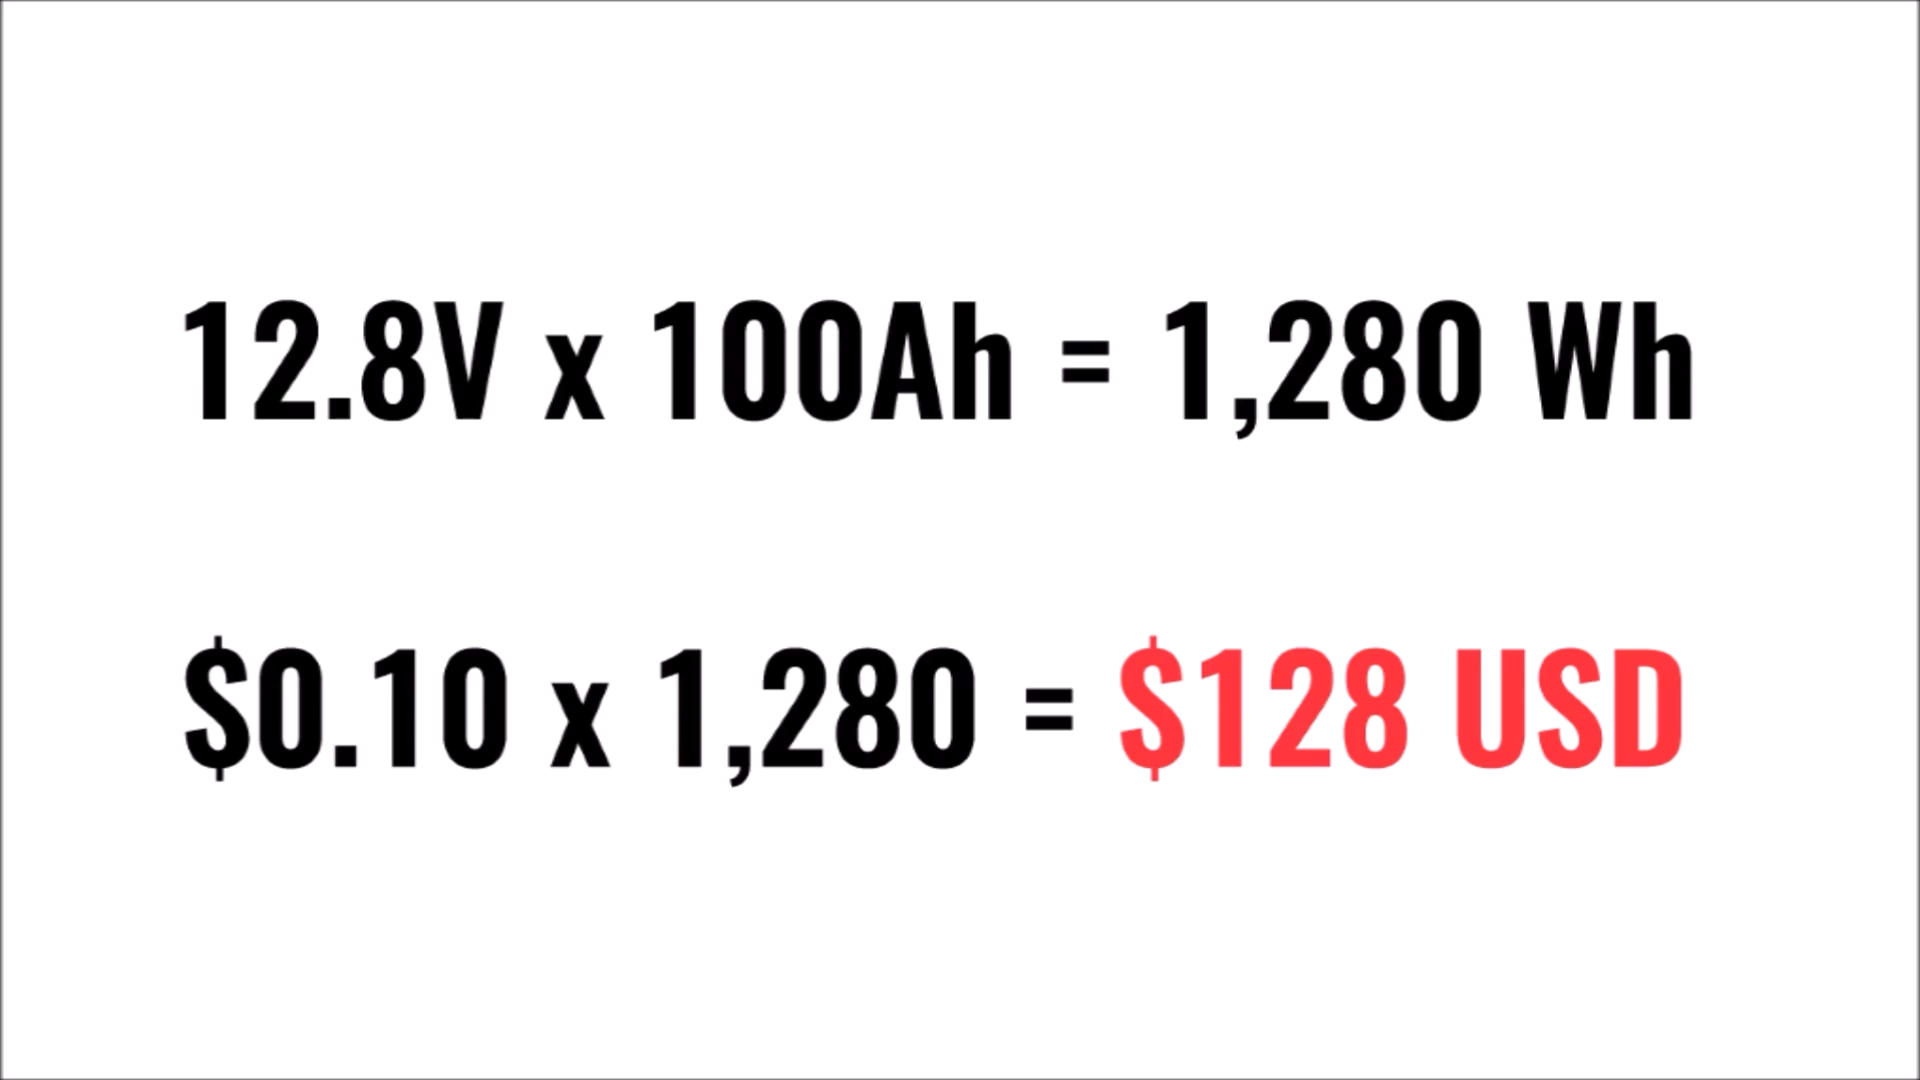 12.8V x 100Ah = 1,280 Wh
$0.10 x 1,280 = $128 USD